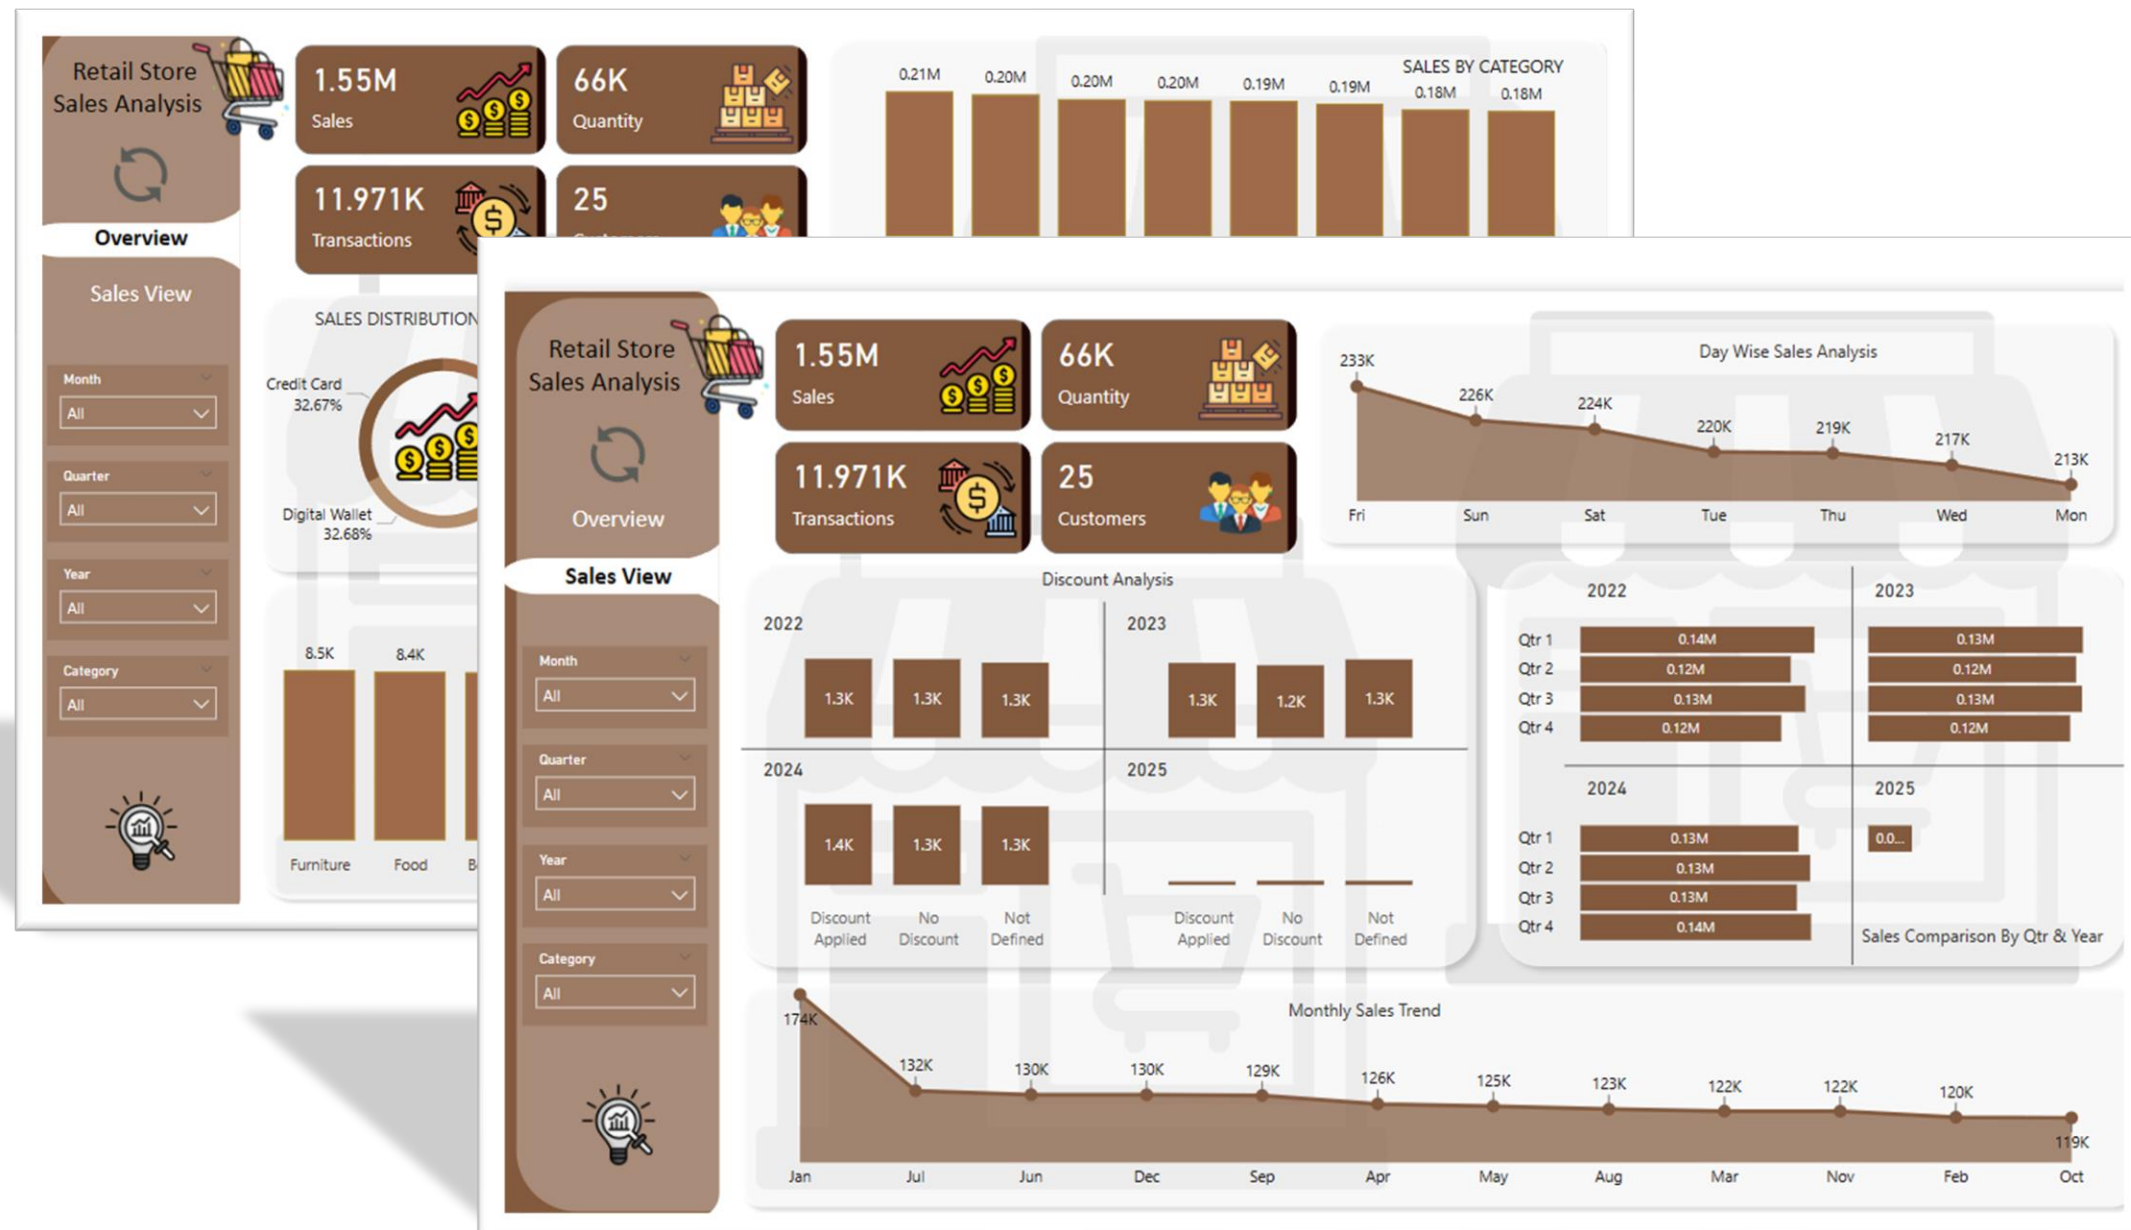 Retail Store
Sales Analysis
Overview
Sales View
Month
All
Quarter
All
Year
All
Category
All
1.55M
Sales
66K
Quantity
11.971K
Transactions
25
SALES BY CATEGORY
0.21M
0.20M
0.20M
0.20M
0.19M
0.19M
0.18M
0.18M
SALES DISTRIBUTION
Credit Card
32.67%
Digital Wallet
32.68%
8.5K
8.4K
Furniture
Food
Retail Store
Sales Analysis
Overview
Sales View
Month
All
Quarter
All
Year
All
Category
All
1.55M
Sales
66K
Quantity
11.971K
Transactions
25
Customers
Day Wise Sales Analysis
233K
226K
224K
220K
219K
217K
213K
Fri
Sun
Sat
Tue
Thu
Wed
Mon
Discount Analysis
2022
1.3K
1.3K
1.3K
2023
1.3K
1.2K
1.3K
2024
1.4K
1.3K
1.3K
2025
Discount
Applied
No
Discount
Not
Defined
Discount
Applied
No
Discount
Not
Defined
2022
2023
Qtr 1
0.14M
0.13M
Qtr 2
0.12M
0.12M
Qtr 3
0.13M
0.13M
Qtr 4
0.12M
0.12M
2024
2025
Qtr 1
0.13M
0.0...
Qtr 2
0.13M
Qtr 3
0.13M
Qtr 4
0.14M
Sales Comparison By Qtr & Year
Monthly Sales Trend
174K
132K
130K
130K
129K
126K
125K
123K
122K
122K
120K
119K
Jan
Jul
Jun
Dec
Sep
Apr
May
Aug
Mar
Nov
Feb
Oct